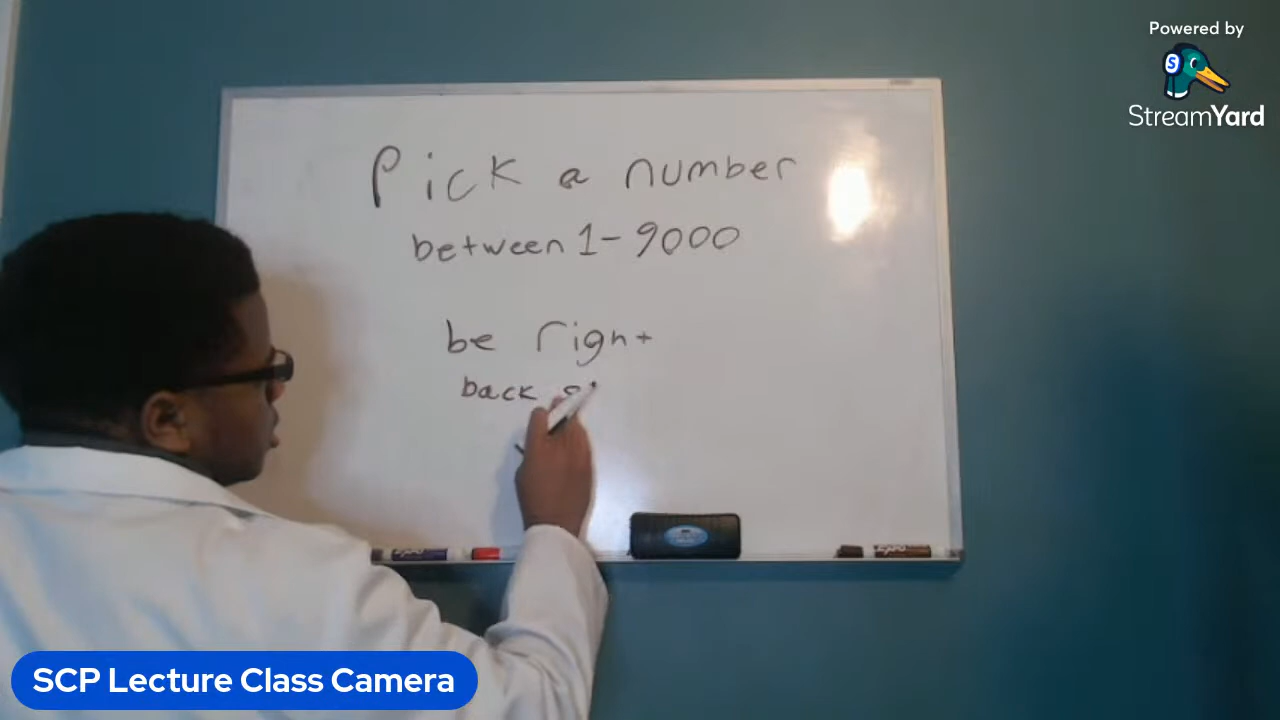 Powered by
StreamYard
Pick a number
between 1-9000
be right
back
SCP Lecture Class Camera